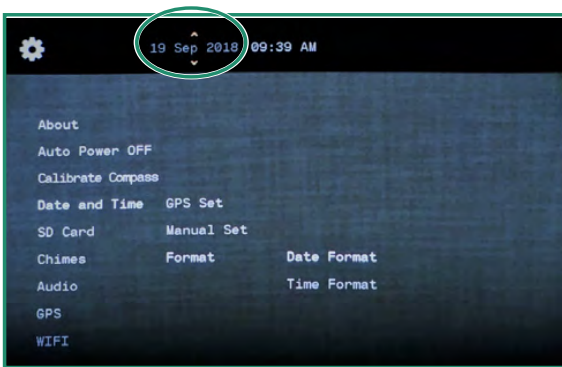 19 Sep 2018 09:39 AM
About
Auto Power OFF
Calibrate Compass
Date and Time GPS Set
SD Card Manual Set
Chimes Format Date Format
Audio Time Format
GPS
WIFI